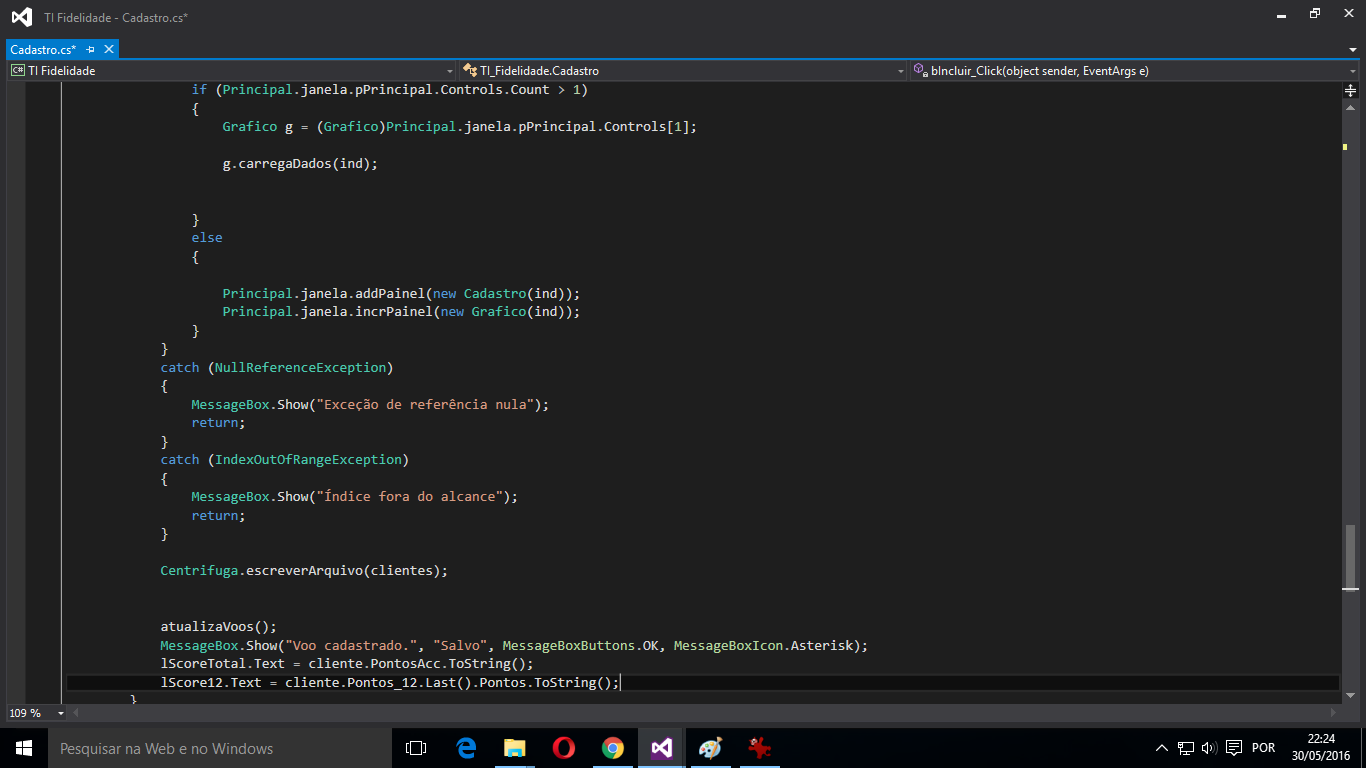 TI Fidelidade - Cadastro.cs*
Cadastro.cs*
C# TI Fidelidade
TI_Fidelidade.Cadastro
bIncluir_Click(object sender, EventArgs e)
if (Principal.janela.pPrincipal.Controls.Count > 1)
{
Grafico g = (Grafico)Principal.janela.pPrincipal.Controls[1];
g.carregaDados(ind);
}
else
{
Principal.janela.addPainel(new Cadastro(ind));
Principal.janela.incrPainel(new Grafico(ind));
}
}
catch (NullReferenceException)
{
MessageBox.Show("Exceção de referência nula");
return;
}
catch (IndexOutOfRangeException)
{
MessageBox.Show("Índice fora do alcance");
return;
}
Centrifuga.escreverArquivo(clientes);
atualizaVoos();
MessageBox.Show("Voo cadastrado.", "Salvo", MessageBoxButtons.OK, MessageBoxIcon.Asterisk);
lScoreTotal.Text = cliente.PontosAcc.ToString();
lScore12.Text = cliente.Pontos_12.Last().Pontos.ToString();
}
109 %
Pesquisar na Web e no Windows
POR
22:24
30/05/2016